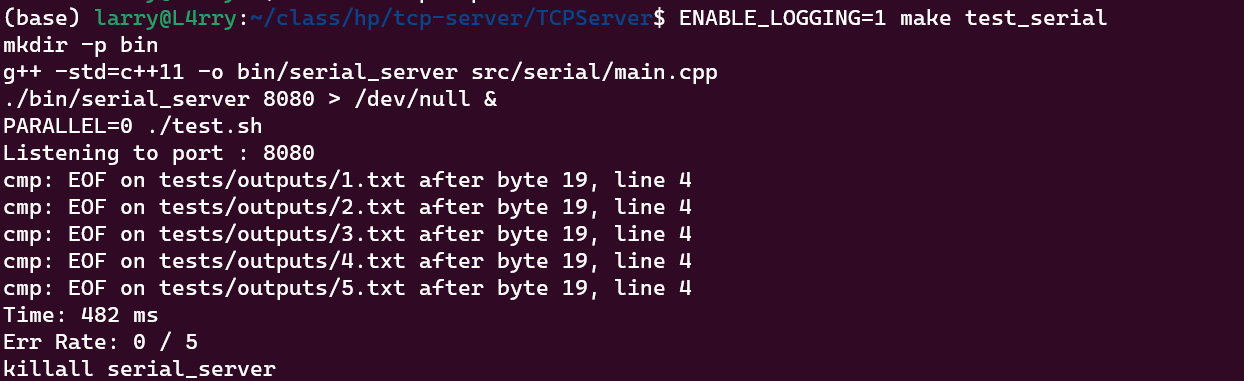 (base) larry@L4rry:~/class/hp/tcp-server/TCPServer$ ENABLE_LOGGING=1 make test_serial
mkdir -p bin
g++ -std=c++11 -o bin/serial_server src/serial/main.cpp
./bin/serial_server 8080 > /dev/null &
PARALLEL=0 ./test.sh
Listening to port : 8080
cmp: EOF on tests/outputs/1.txt after byte 19, line 4
cmp: EOF on tests/outputs/2.txt after byte 19, line 4
cmp: EOF on tests/outputs/3.txt after byte 19, line 4
cmp: EOF on tests/outputs/4.txt after byte 19, line 4
cmp: EOF on tests/outputs/5.txt after byte 19, line 4
Time: 482 ms
Err Rate: 0 / 5
killall serial_server